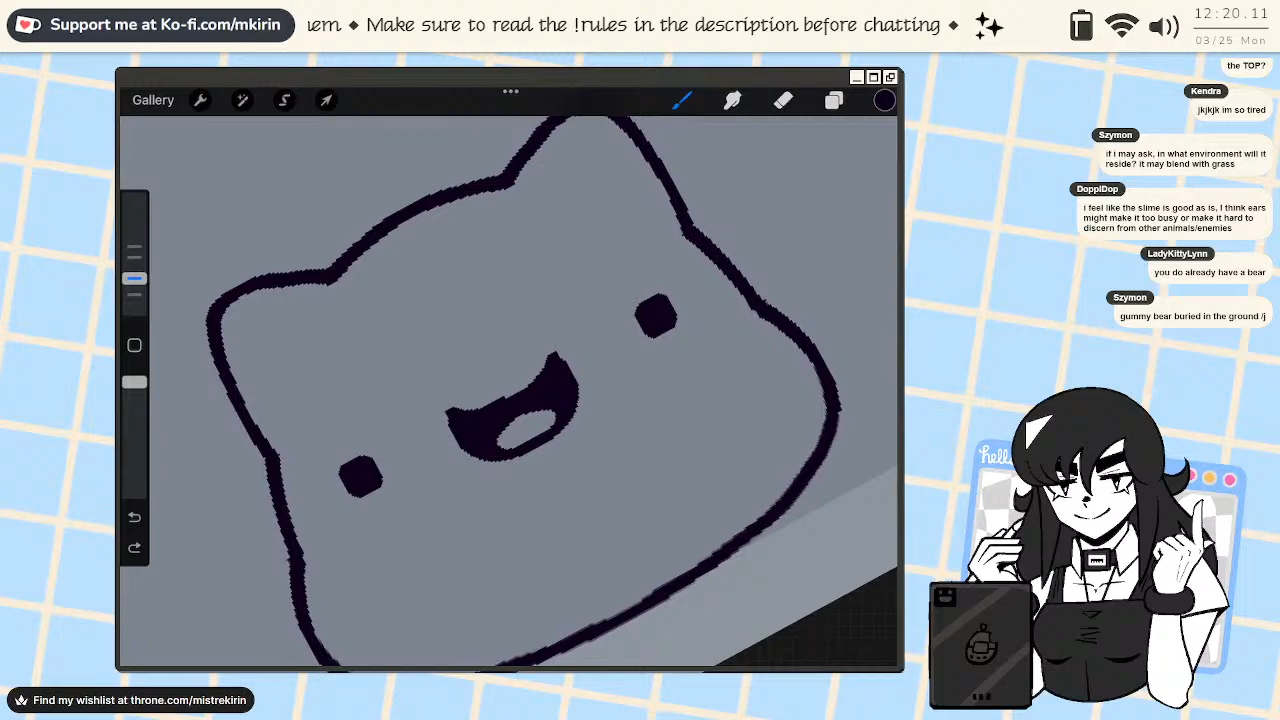 Support me at Ko-fi.com/mkirin
ɯǝɹn ◆ Make sure to read the !rules in the description before chatting ◆
12:20.11
03/25 Mon
Gallery
the TOP?
Kendra
jkjkjk im so tired
Szymon
if i may ask, in what environment will it
reside? it may blend with grass
DoppiDop
i feel like the slime is good as is, I think ears
might make it too busy or make it hard to
discern from other animals/enemies
LadyKittyLynn
you do already have a bear
Szymon
gummy bear buried in the ground /j
hello
Find my wishlist at throne.com/mistrekirin